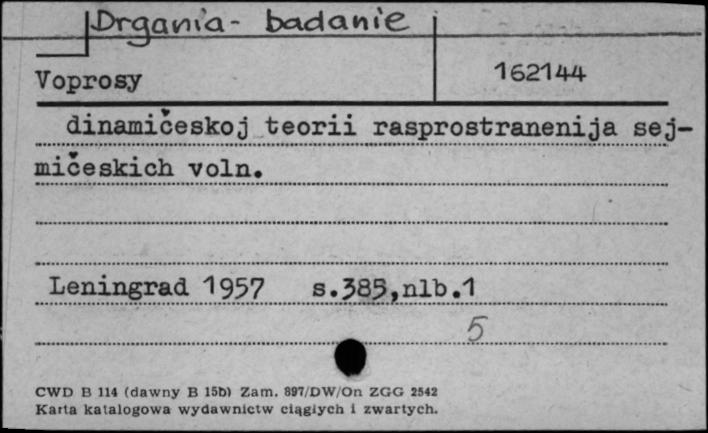 Drgania - badanie
Voprosy 162144
dinamičeskoj teorii rasprostranenija sej-
mičeskich voln.
Leningrad 1957 s.385,nlb.1
5
CWD B 114 (dawny B 15b) Zam. 897/DW/On ZGG 2542
Karta katalogowa wydawnictw ciągłych i zwartych.